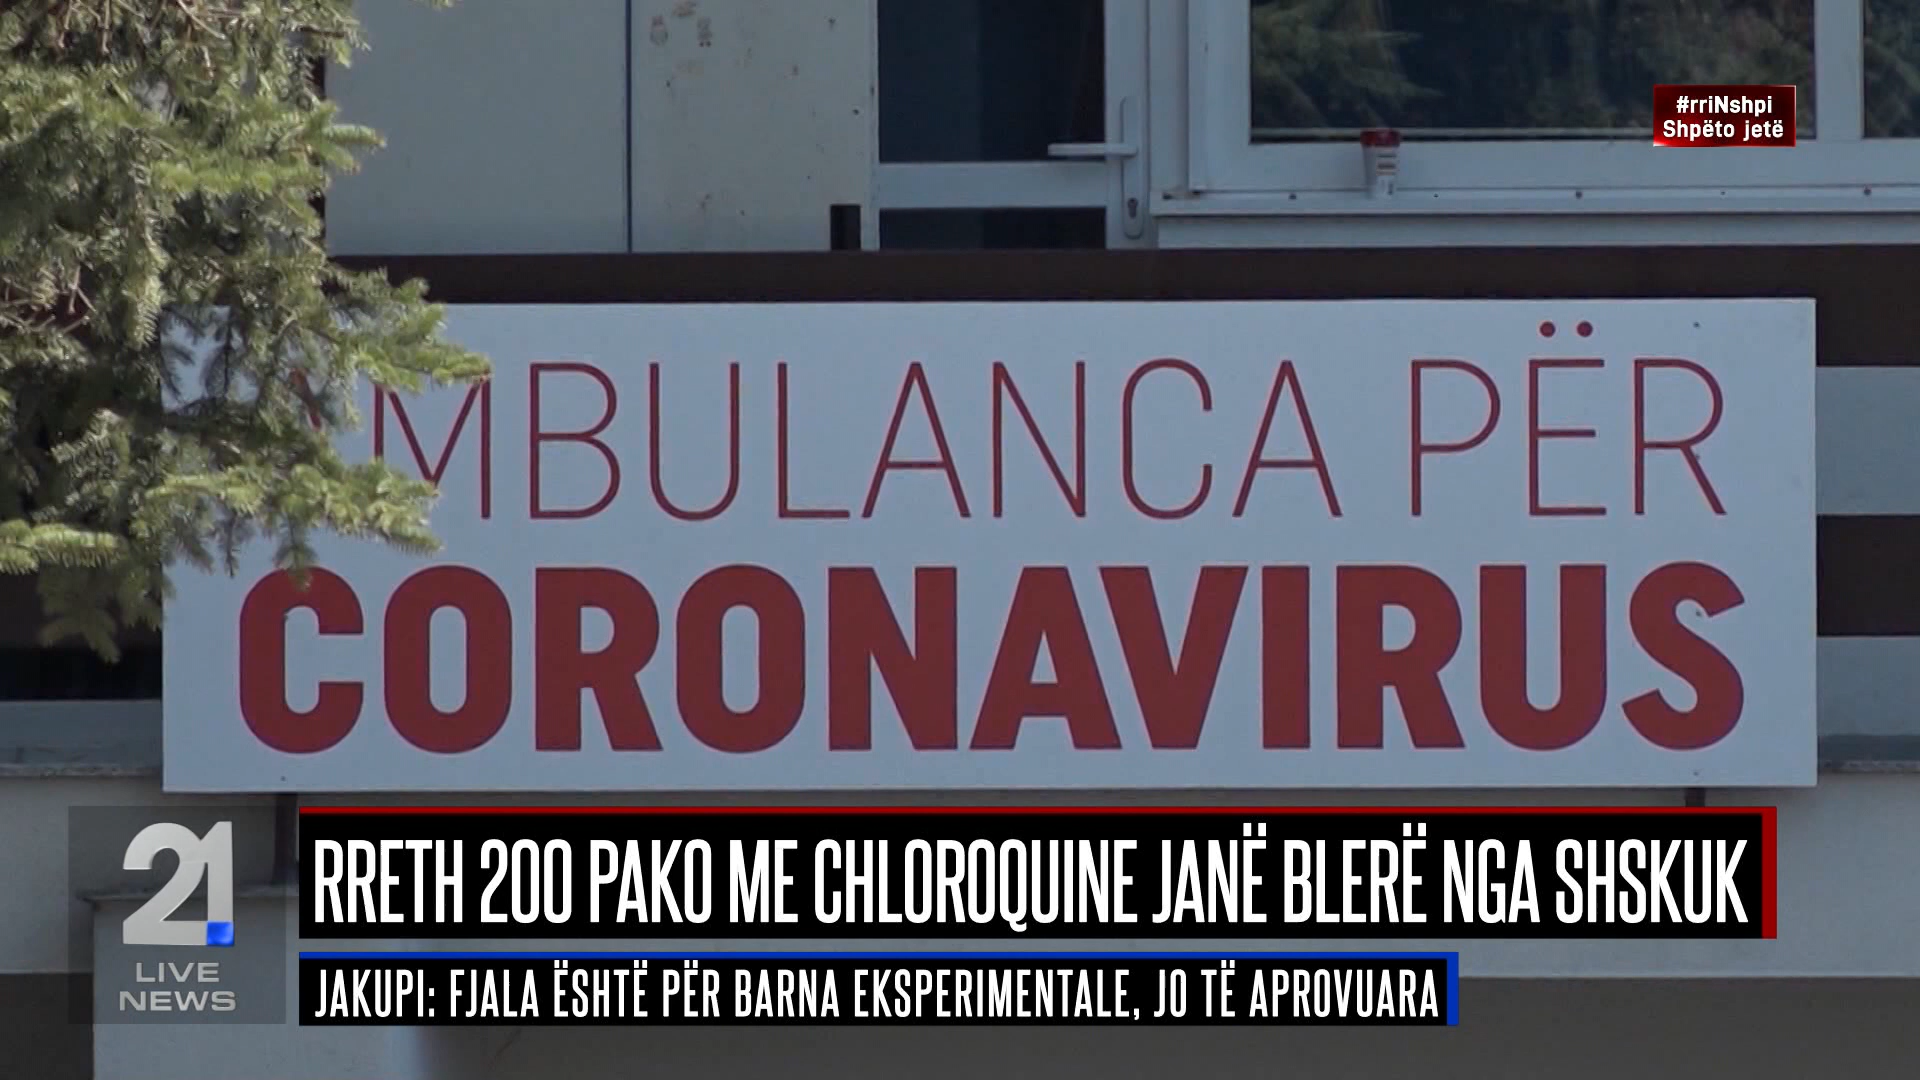 #rriNshpi
Shpëto jetë
AMBULANCA PËR
CORONAVIRUS
21
LIVE
NEWS
RRETH 200 PAKO ME CHLOROQUINE JANË BLERË NGA SHSKUK
JAKUPI: FJALA ËSHTË PËR BARNA EKSPERIMENTALE, JO TË APROVUARA